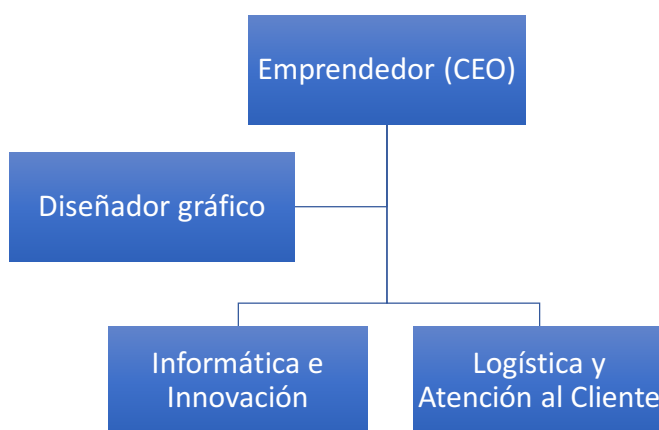 Emprendedor (CEO)
Diseñador gráfico
Informática e
Innovación
Logística y
Atención al Cliente